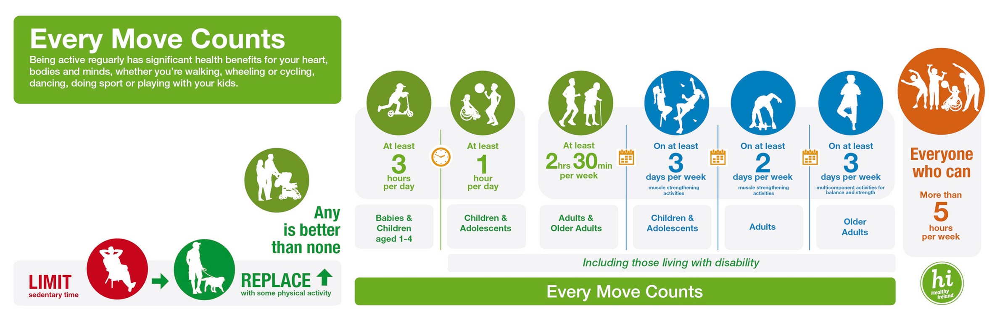 Every Move Counts
Being active reguarly has significant health benefits for your heart,
bodies and minds, whether you're walking, wheeling or cycling,
dancing, doing sport or playing with your kids.
Any
is better
than none
LIMIT
sedentary time
REPLACE
with some physical activity
At least
3
hours
per day
Babies &
Children
aged 1-4
At least
1
hour
per day
Children &
Adolescents
At least
2hrs 30min
per week
Adults &
Older Adults
On at least
3
days per week
muscle strengthening
activities
Children &
Adolescents
On at least
2
days per week
muscle strengthening
activities
Adults
On at least
3
days per week
multicomponent activities for
balance and strength
Older
Adults
Including those living with disability
Every Move Counts
Everyone
who can
More than
5
hours
per week
hi
Healthy
Ireland